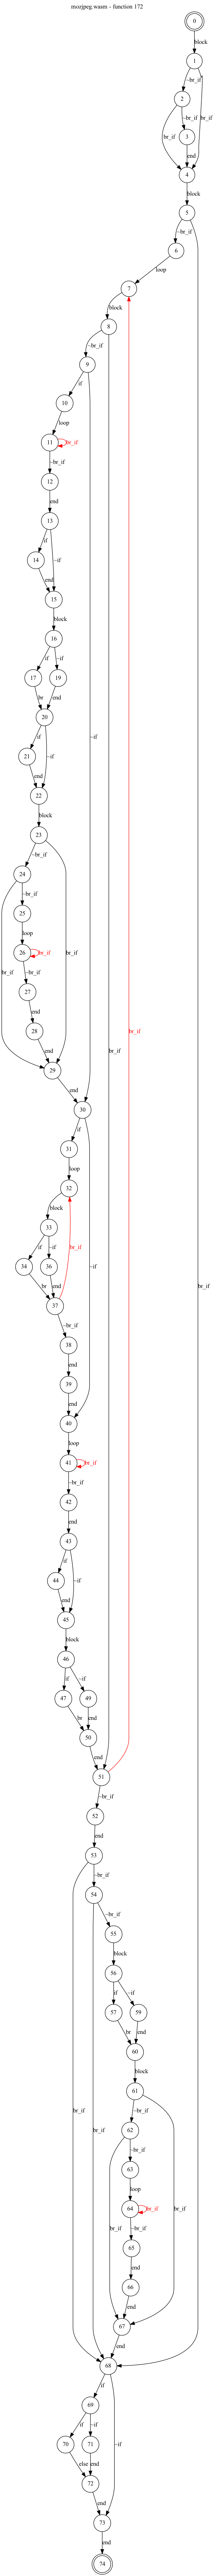 mozjpeg.wasm - function 172
0
block
1
~br_if
2
br_if
~br_if
br_if
3
end
4
block
5
~br_if
6
loop
7
block
8
~br_if
9
if
10
loop
11
br_if
~br_if
12
end
13
if
14
~if
end
15
block
16
if
~if
17
19
br
end
20
if
21
~if
end
22
block
23
~br_if
24
~br_if
25
loop
br_if
br_if
26
br_if
~br_if
27
end
28
end
29
end
~if
br_if
br_if
br_if
30
if
31
loop
32
block
33
if
~if
34
36
br
end
37
br_if
~if
~br_if
38
end
39
end
40
loop
41
br_if
~br_if
42
end
43
if
44
~if
end
45
block
46
if
~if
47
49
br
end
50
end
51
~br_if
52
end
53
~br_if
54
~br_if
55
block
56
if
~if
57
59
br
end
60
block
61
~br_if
62
~br_if
63
loop
br_if
br_if
64
br_if
br_if
br_if
~br_if
65
end
66
end
67
end
68
if
69
if
~if
70
71
~if
else
end
72
end
73
end
74